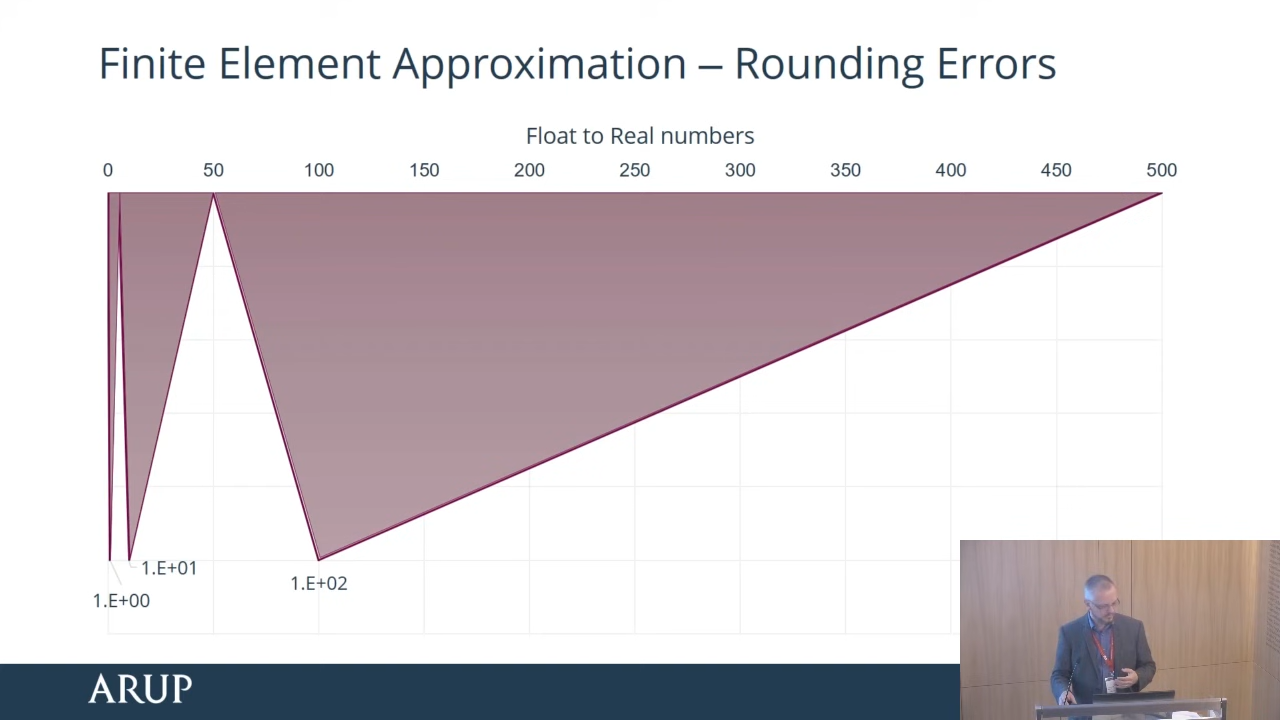 Finite Element Approximation – Rounding Errors
Float to Real numbers
0 50 100 150 200 250 300 350 400 450 500
1.E+01
1.E+00
1.E+02
ARUP